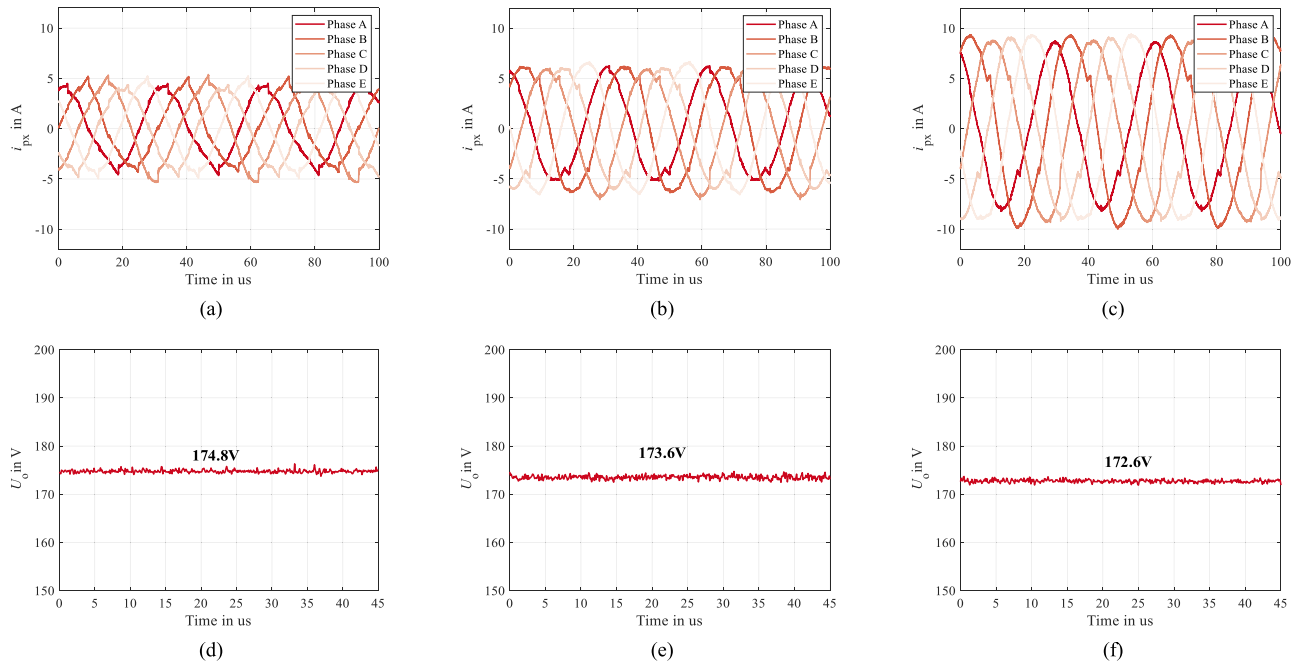 10
5
0
-5
-10
i px in A
Phase A
Phase B
Phase C
Phase D
Phase E
0 20 40 60 80 100
Time in us
(a)
10
5
0
-5
-10
i px in A
Phase A
Phase B
Phase C
Phase D
Phase E
0 20 40 60 80 100
Time in us
(b)
10
5
0
-5
-10
i px in A
Phase A
Phase B
Phase C
Phase D
Phase E
0 20 40 60 80 100
Time in us
(c)
200
190
180
170
160
150
U o in V
174.8V
0 5 10 15 20 25 30 35 40 45
Time in us
(d)
200
190
180
170
160
150
U o in V
173.6V
0 5 10 15 20 25 30 35 40 45
Time in us
(e)
200
190
180
170
160
150
U o in V
172.6V
0 5 10 15 20 25 30 35 40 45
Time in us
(f)